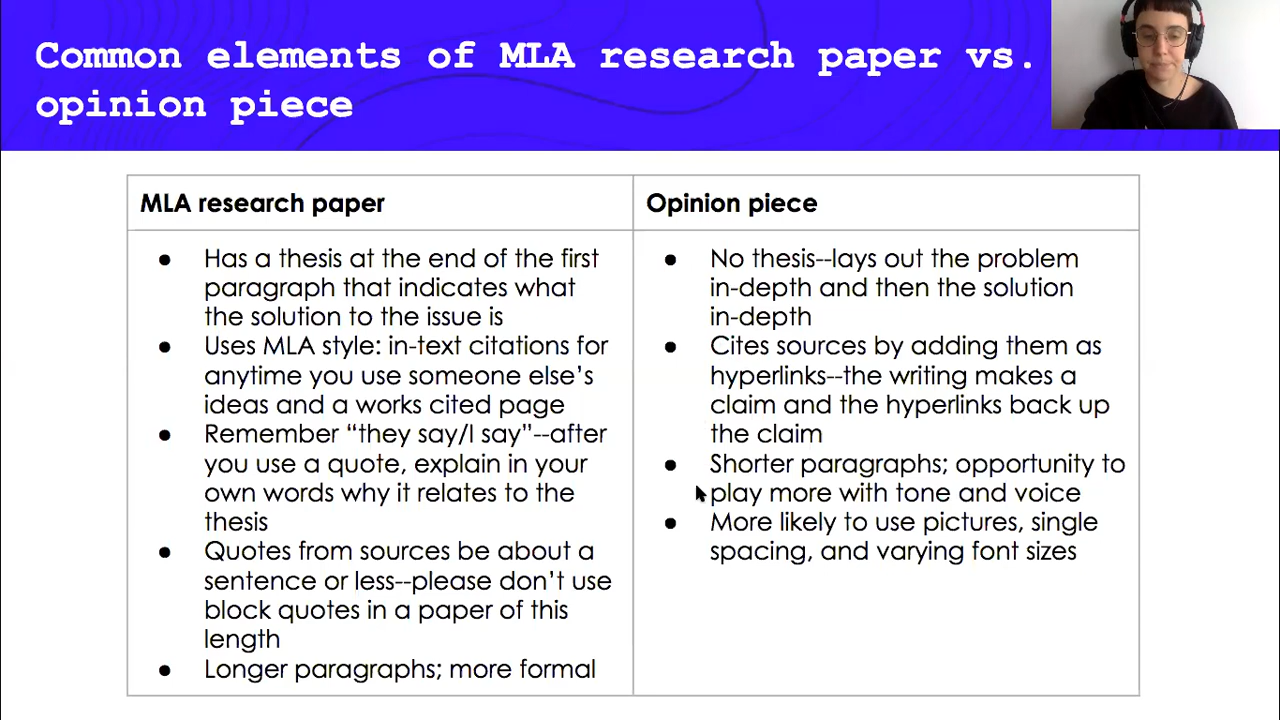 Common elements of MLA research paper vs.
opinion piece
MLA research paper
Opinion piece
● Has a thesis at the end of the first
paragraph that indicates what
the solution to the issue is
● Uses MLA style: in-text citations for
anytime you use someone else’s
ideas and a works cited page
● Remember “they say/I say”--after
you use a quote, explain in your
own words why it relates to the
thesis
● Quotes from sources be about a
sentence or less--please don’t use
block quotes in a paper of this
length
● Longer paragraphs; more formal
● No thesis--lays out the problem
in-depth and then the solution
in-depth
● Cites sources by adding them as
hyperlinks--the writing makes a
claim and the hyperlinks back up
the claim
● Shorter paragraphs; opportunity to
play more with tone and voice
● More likely to use pictures, single
spacing, and varying font sizes